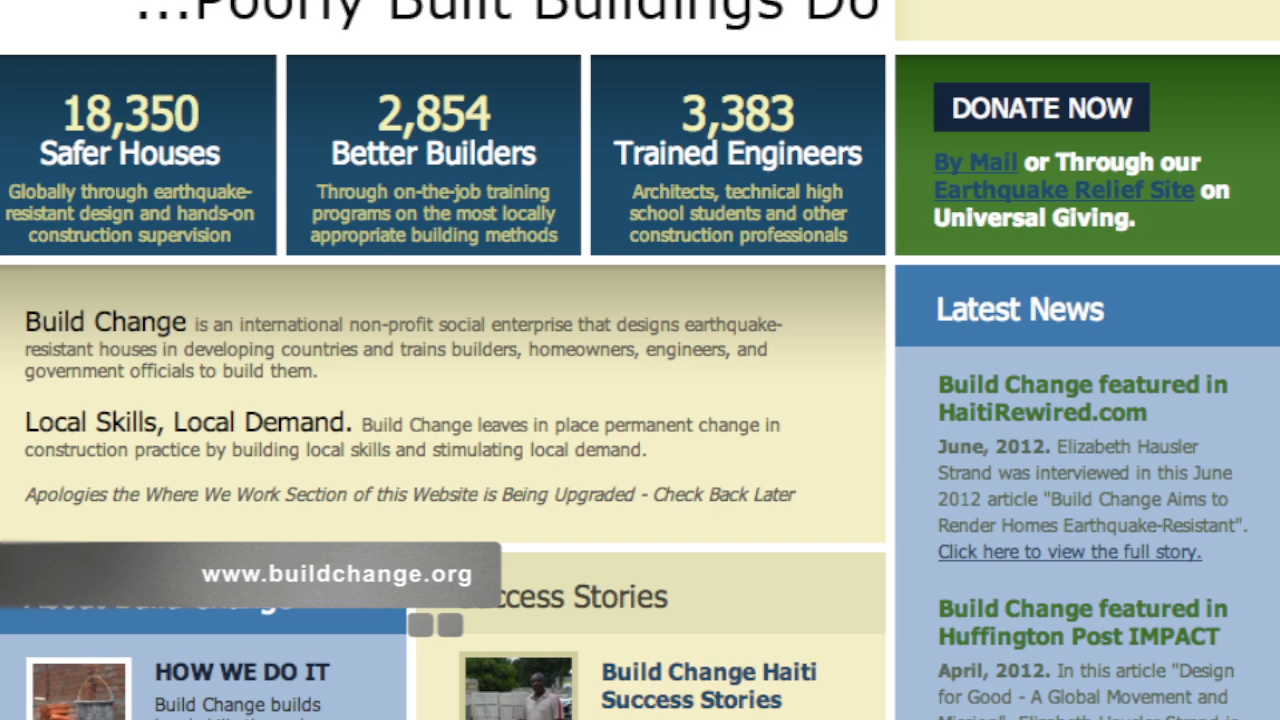 ...Poorly Built Buildings Do
18,350
Safer Houses
Globally through earthquake-
resistant design and hands-on
construction supervision
2,854
Better Builders
Through on-the-job training
programs on the most locally
appropriate building methods
3,383
Trained Engineers
Architects, technical high
school students and other
construction professionals
DONATE NOW
By Mail or Through our
Earthquake Relief Site on
Universal Giving.
Build Change is an international non-profit social enterprise that designs earthquake-
resistant houses in developing countries and trains builders, homeowners, engineers, and
government officials to build them.
Local Skills, Local Demand. Build Change leaves in place permanent change in
construction practice by building local skills and stimulating local demand.
Apologies the Where We Work Section of this Website is Being Upgraded - Check Back Later
www.buildchange.org
Stories
HOW WE DO IT
Build Change builds
Build Change Haiti
Success Stories
Latest News
Build Change featured in
HaitiRewired.com
June, 2012. Elizabeth Hausler
Strand was interviewed in this June
2012 article "Build Change Aims to
Render Homes Earthquake-Resistant".
Click here to view the full story.
Build Change featured in
Huffington Post IMPACT
April, 2012. In this article "Design
for Good - A Global Movement and